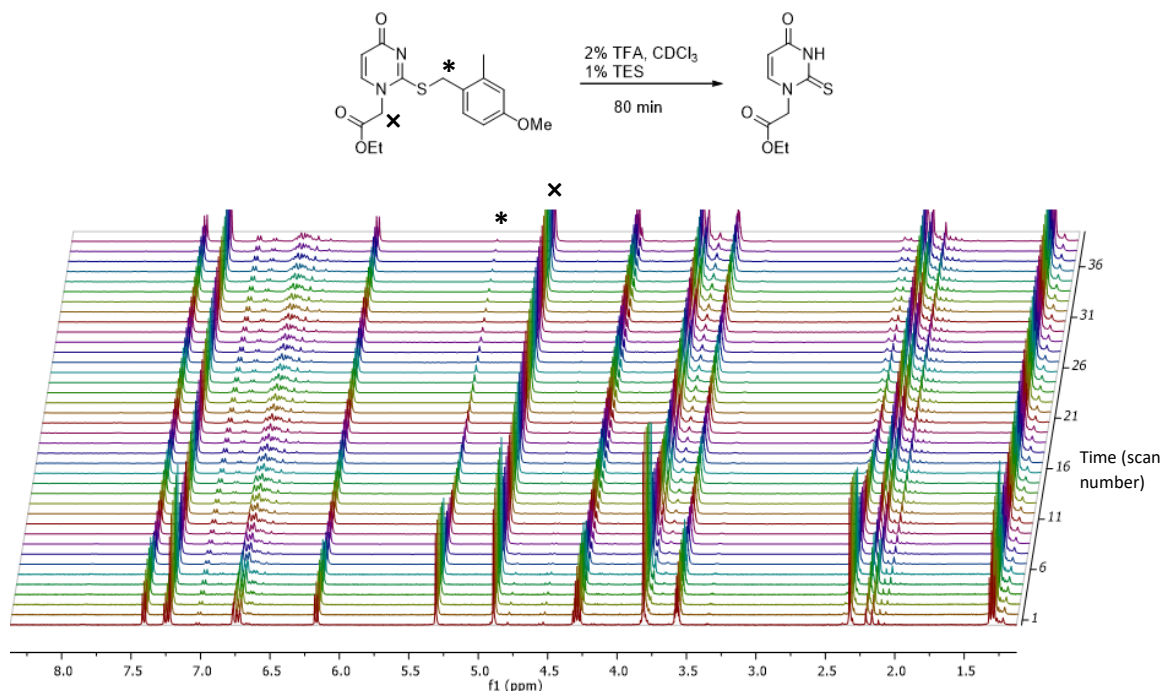 O
N
N
S
*
OMe
O
OEt
×
2% TFA, CDCl3
1% TES
80 min
O
NH
N
S
O
OEt
×
*
36
31
26
21
16
11
6
1
Time (scan
number)
8.0 7.5 7.0 6.5 6.0 5.5 5.0 4.5 4.0 3.5 3.0 2.5 2.0 1.5
f1 (ppm)